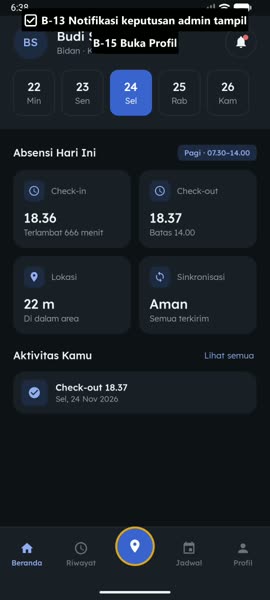 6:38
B-13 Notifikasi keputusan admin tampil
BS
Budi S
Bidan · K
B-15 Buka Profil
22
Min
23
Sen
24
Sel
25
Rab
26
Kam
Absensi Hari Ini
Pagi · 07.30–14.00
Check-in
18.36
Terlambat 666 menit
Check-out
18.37
Batas 14.00
Lokasi
22 m
Di dalam area
Sinkronisasi
Aman
Semua terkirim
Aktivitas Kamu
Lihat semua
Check-out 18.37
Sel, 24 Nov 2026
Beranda
Riwayat
Jadwal
Profil